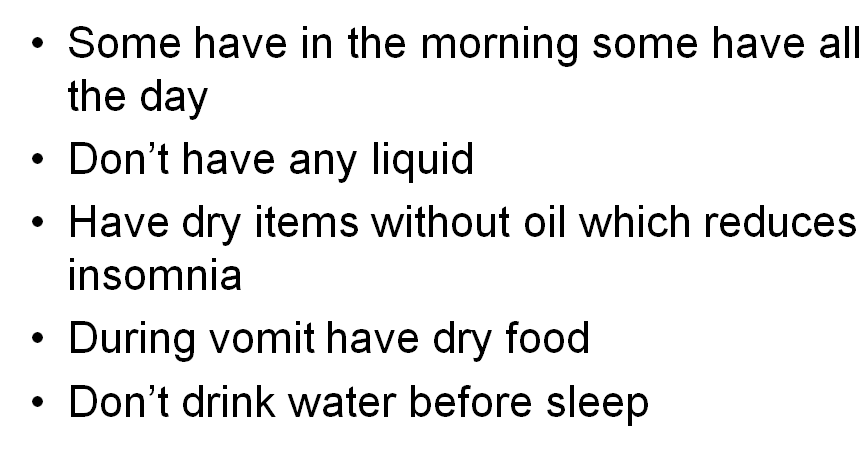 • Some have in the morning some have all
the day
• Don’t have any liquid
• Have dry items without oil which reduces
insomnia
• During vomit have dry food
• Don’t drink water before sleep